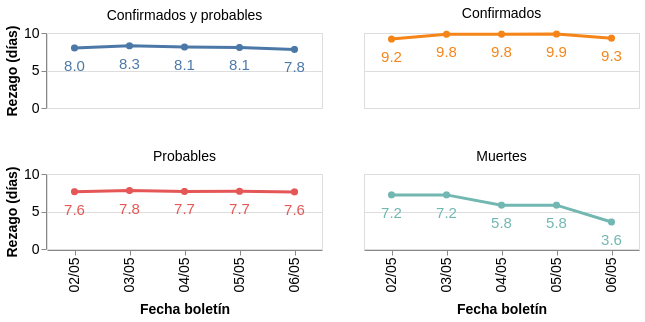 Confirmados y probables
Rezago (días)
10
5
0
8.0 8.3 8.1 8.1 7.8
Confirmados
9.2 9.8 9.8 9.9 9.3
Probables
Rezago (días)
10
5
0
7.6 7.8 7.7 7.7 7.6
02/05 03/05 04/05 05/05 06/05
Fecha boletín
Muertes
7.2 7.2 5.8 5.8 3.6
02/05 03/05 04/05 05/05 06/05
Fecha boletín